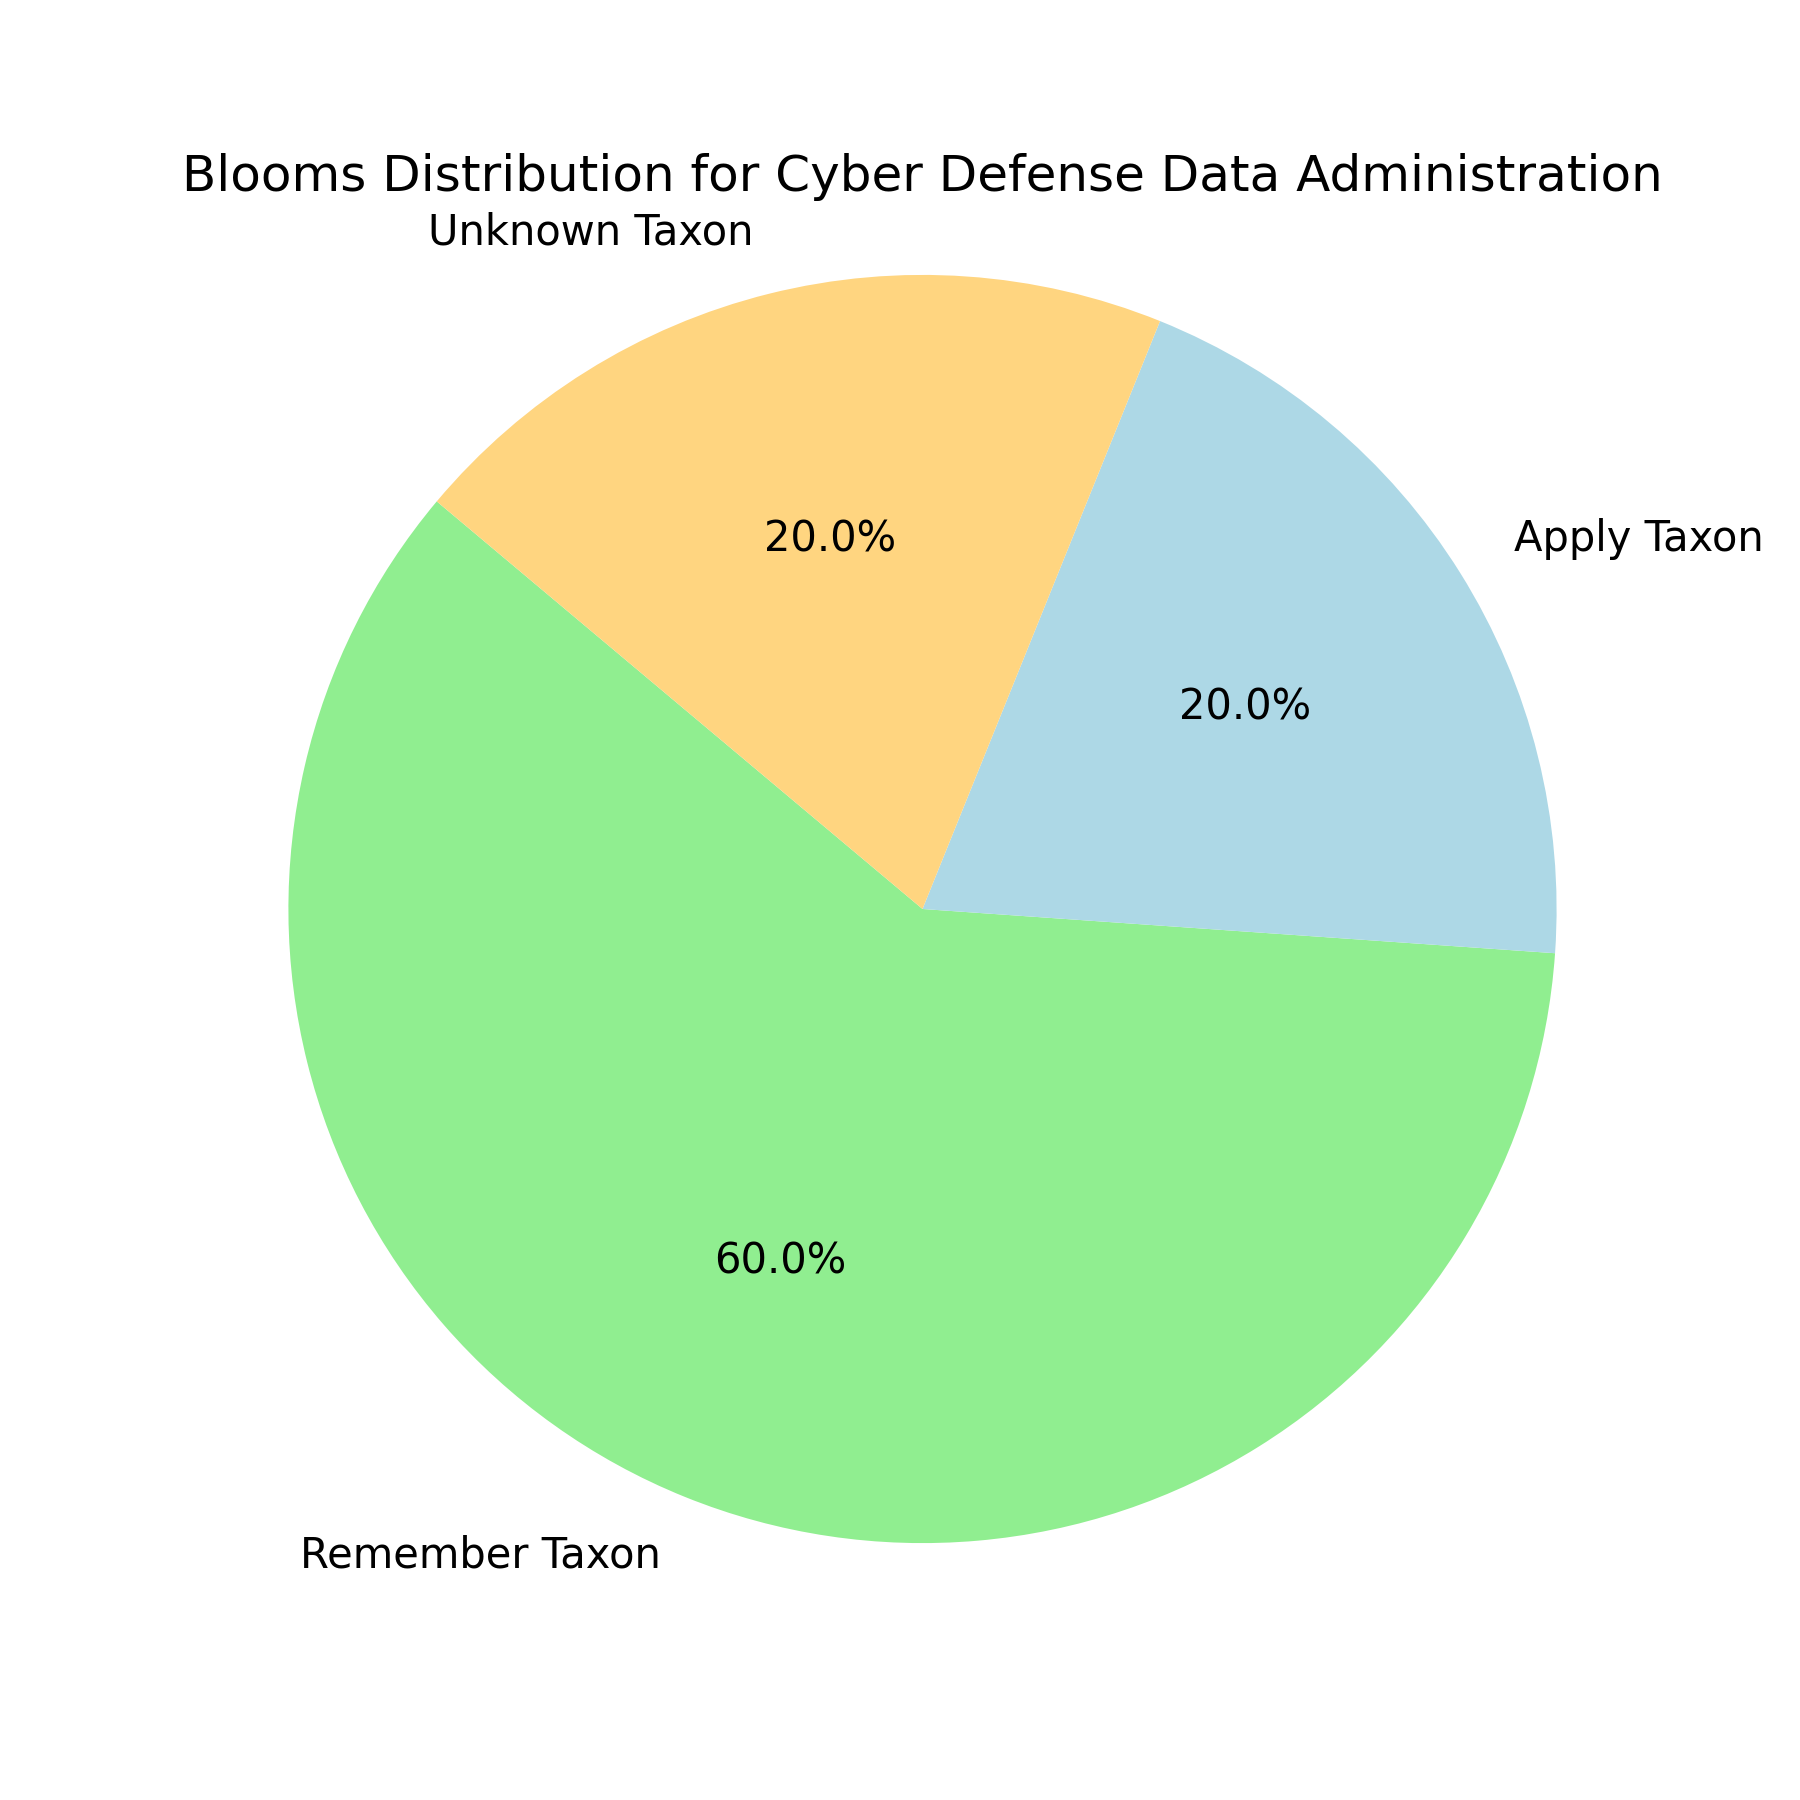 Blooms Distribution for Cyber Defense Data Administration
Unknown Taxon
Apply Taxon
20.0%
20.0%
60.0%
Remember Taxon